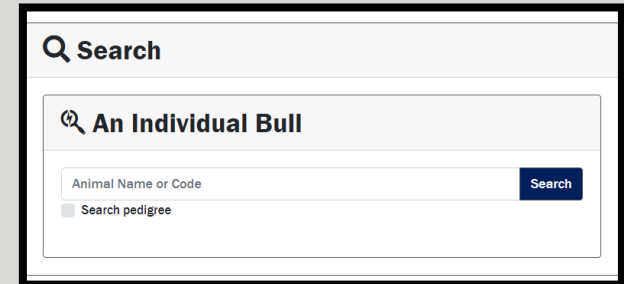 Search
An Individual Bull
Animal Name or Code
Search
Search pedigree